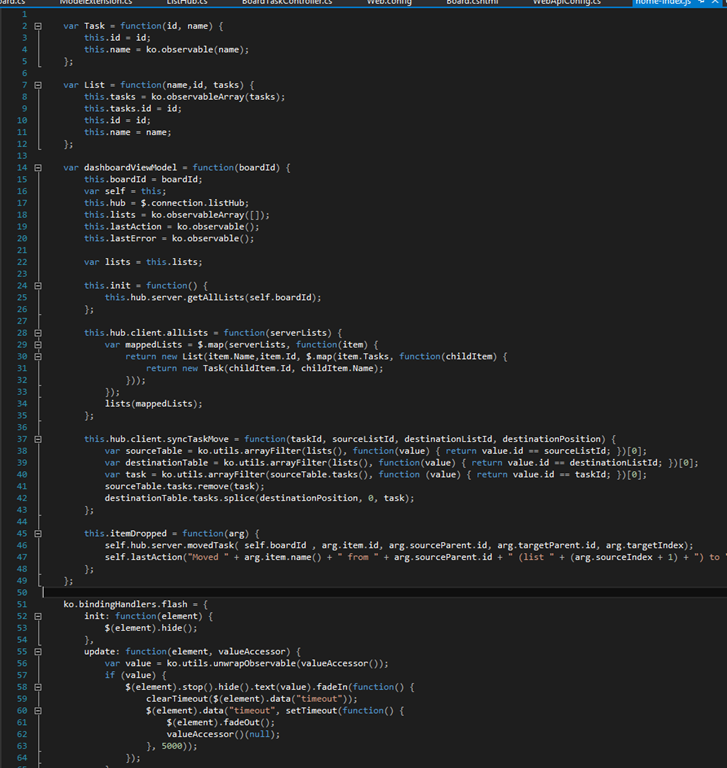 ModelExtension.cs ListHub.cs BoardTaskController.cs Web.config Board.cshtml WebApiConfig.cs home-index.js
1
2 var Task = function(id, name) {
3 this.id = id;
4 this.name = ko.observable(name);
5 };
6
7 var List = function(name,id, tasks) {
8 this.tasks = ko.observableArray(tasks);
9 this.tasks.id = id;
10 this.id = id;
11 this.name = name;
12 };
13
14 var dashboardViewModel = function(boardId) {
15 this.boardId = boardId;
16 var self = this;
17 this.hub = $.connection.listHub;
18 this.lists = ko.observableArray([]);
19 this.lastAction = ko.observable();
20 this.lastError = ko.observable();
21
22 var lists = this.lists;
23
24 this.init = function() {
25 this.hub.server.getAllLists(self.boardId);
26 };
27
28 this.hub.client.allLists = function(serverLists) {
29 var mappedLists = $.map(serverLists, function(item) {
30 return new List(item.Name,item.Id, $.map(item.Tasks, function(childItem) {
31 return new Task(childItem.Id, childItem.Name);
32 }));
33 });
34 lists(mappedLists);
35 };
36
37 this.hub.client.syncTaskMove = function(taskId, sourceListId, destinationListId, destinationPosition) {
38 var sourceTable = ko.utils.arrayFilter(lists(), function(value) { return value.id == sourceListId; })[0];
39 var destinationTable = ko.utils.arrayFilter(lists(), function(value) { return value.id == destinationListId; })[0];
40 var task = ko.utils.arrayFilter(sourceTable.tasks(), function (value) { return value.id == taskId; })[0];
41 sourceTable.tasks.remove(task);
42 destinationTable.tasks.splice(destinationPosition, 0, task);
43 };
44
45 this.itemDropped = function(arg) {
46 self.hub.server.movedTask( self.boardId , arg.item.id, arg.sourceParent.id, arg.targetParent.id, arg.targetIndex);
47 self.lastAction("Moved " + arg.item.name() + " from " + arg.sourceParent.id + " (list " + (arg.sourceIndex + 1) + ") to "
48 };
49 };
50
51 ko.bindingHandlers.flash = {
52 init: function(element) {
53 $(element).hide();
54 },
55 update: function(element, valueAccessor) {
56 var value = ko.utils.unwrapObservable(valueAccessor());
57 if (value) {
58 $(element).stop().hide().text(value).fadeIn(function() {
59 clearTimeout($(element).data("timeout"));
60 $(element).data("timeout", setTimeout(function() {
61 $(element).fadeOut();
62 valueAccessor()(null);
63 }, 5000));
64 });